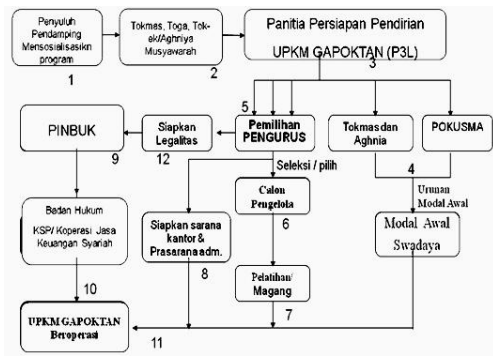 Penyuluh
Pendamping
Mensosialisasikn
program
1
Tokmas, Toga, Tok-
ek/Aghniya
Musyawarah
2
Panitia Persiapan Pendirian
UPKM GAPOKTAN (P3L)
3
PINBUK
9
Siapkan
Legalitas
12
5
Pemilihan
PENGURUS
Tokmas dan
Aghnia
POKUSMA
4
Seleksi / pilih
Urunan
Modal Awal
Badan Hukum
KSP/ Koperasi Jasa
Keuangan Syariah
10
Siapkan sarana
kantor &
Prasarana adm.
8
Calon
Pengelola
6
Modal Awal
Swadaya
Pelatihan/
Magang
7
UPKM GAPOKTAN
Beroperasi
11